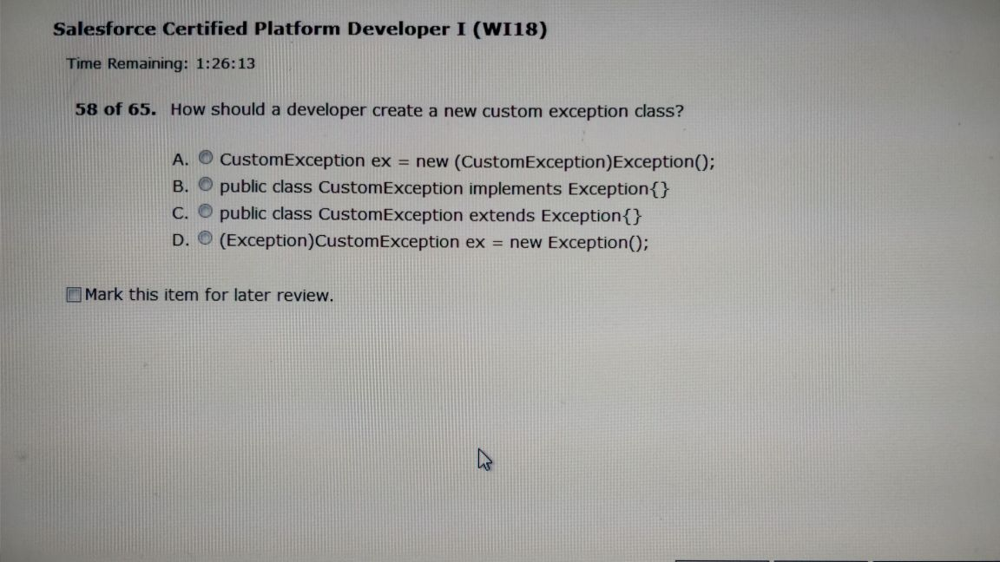 Salesforce Certified Platform Developer I (WI18)
Time Remaining: 1:26:13
58 of 65. How should a developer create a new custom exception class?
A. CustomException ex = new (CustomException)Exception();
B. public class CustomException implements Exception{}
C. public class CustomException extends Exception{}
D. (Exception)CustomException ex = new Exception();
Mark this item for later review.